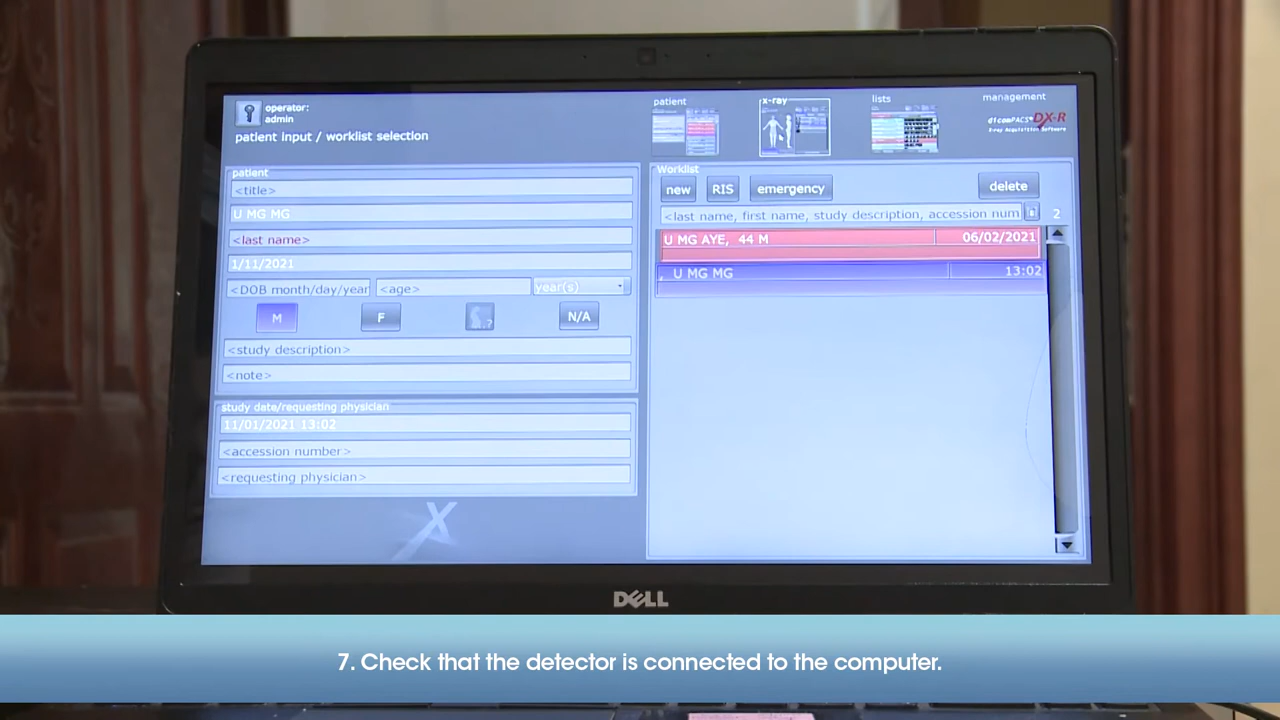 operator:
admin
patient input / worklist selection
patient
x-ray
lists
management
dicomPACS®DX-R
X-ray Acquisition Software
patient
<title>
U MG MG
<last name>
1/11/2021
<DOB month/day/year
<age>
year(s)
M
F
?
N/A
<study description>
<note>
study date/requesting physician
11/01/2021 13:02
<accession number>
<requesting physician>
X
Worklist
new
RIS
emergency
delete
<last name, first name, study description, accession num
2
U MG AYE, 44 M
06/02/2021
U MG MG
13:02
DELL
7. Check that the detector is connected to the computer.